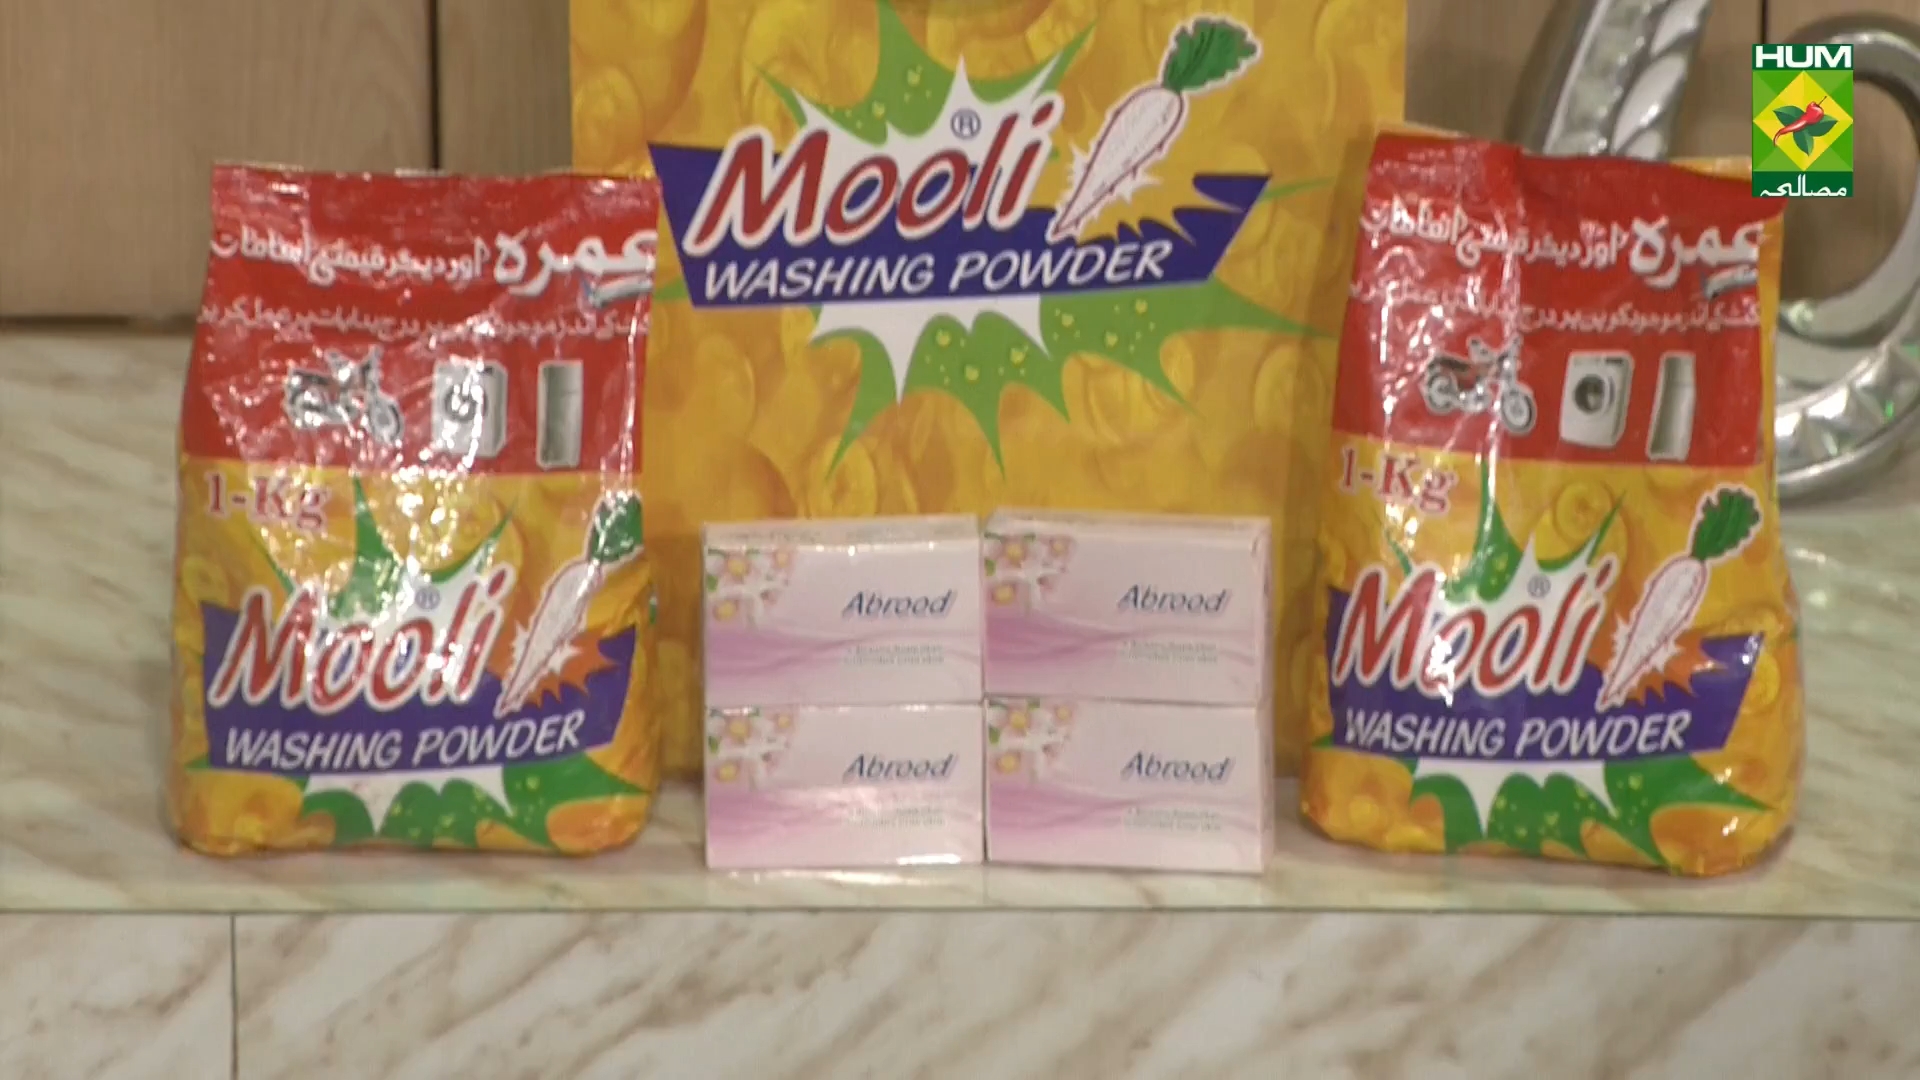 HUM
مصالحہ
Mooli ®
WASHING POWDER
عمرہ اور دیگر قیمتی انعامات
1-Kg
Mooli ®
WASHING POWDER
عمرہ اور دیگر قیمتی انعامات
1-Kg
Mooli ®
WASHING POWDER
Abrood
Abrood
Abrood
Abrood